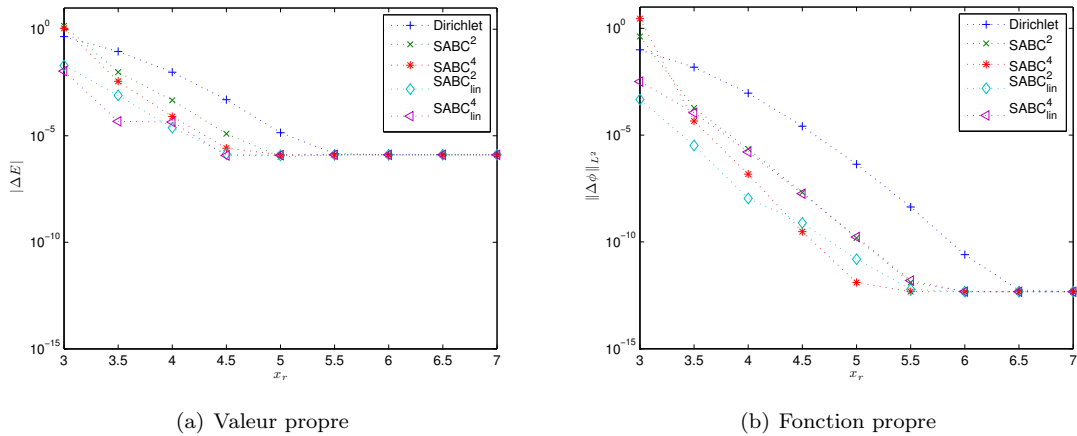 10^0
10^-5
10^-10
10^-15
|ΔE|
3 3.5 4 4.5 5 5.5 6 6.5 7
x_r
Dirichlet
SABC^2
SABC^4
SABC^2_lin
SABC^4_lin
(a) Valeur propre
10^0
10^-5
10^-10
10^-15
‖Δϕ‖_{L^2}
3 3.5 4 4.5 5 5.5 6 6.5 7
x_r
Dirichlet
SABC^2
SABC^4
SABC^2_lin
SABC^4_lin
(b) Fonction propre